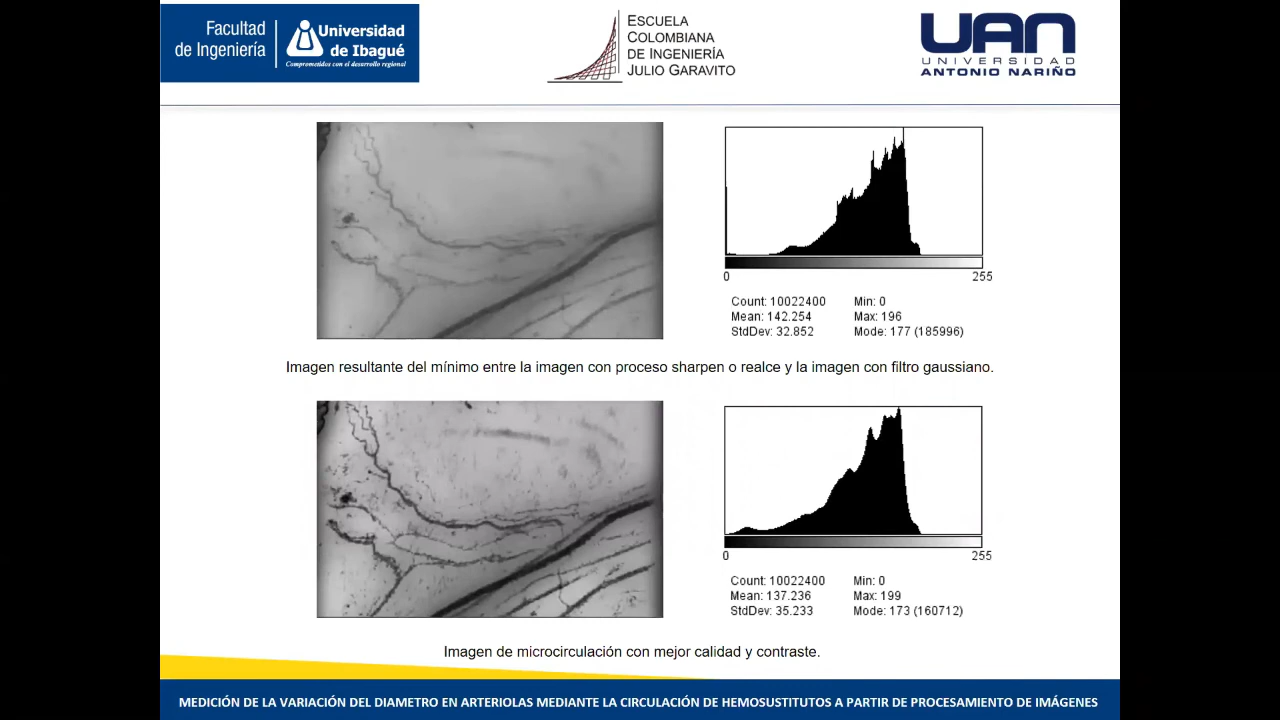 Facultad
de Ingeniería
Universidad
de Ibagué
Comprometidos con el desarrollo regional
ESCUELA
COLOMBIANA
DE INGENIERÍA
JULIO GARAVITO
UAN
UNIVERSIDAD
ANTONIO NARIÑO
0 255
Count: 10022400 Min: 0
Mean: 142.254 Max: 196
StdDev: 32.852 Mode: 177 (185996)
Imagen resultante del mínimo entre la imagen con proceso sharpen o realce y la imagen con filtro gaussiano.
0 255
Count: 10022400 Min: 0
Mean: 137.236 Max: 199
StdDev: 35.233 Mode: 173 (160712)
Imagen de microcirculación con mejor calidad y contraste.
MEDICIÓN DE LA VARIACIÓN DEL DIAMETRO EN ARTERIOLAS MEDIANTE LA CIRCULACIÓN DE HEMOSUSTITUTOS A PARTIR DE PROCESAMIENTO DE IMÁGENES